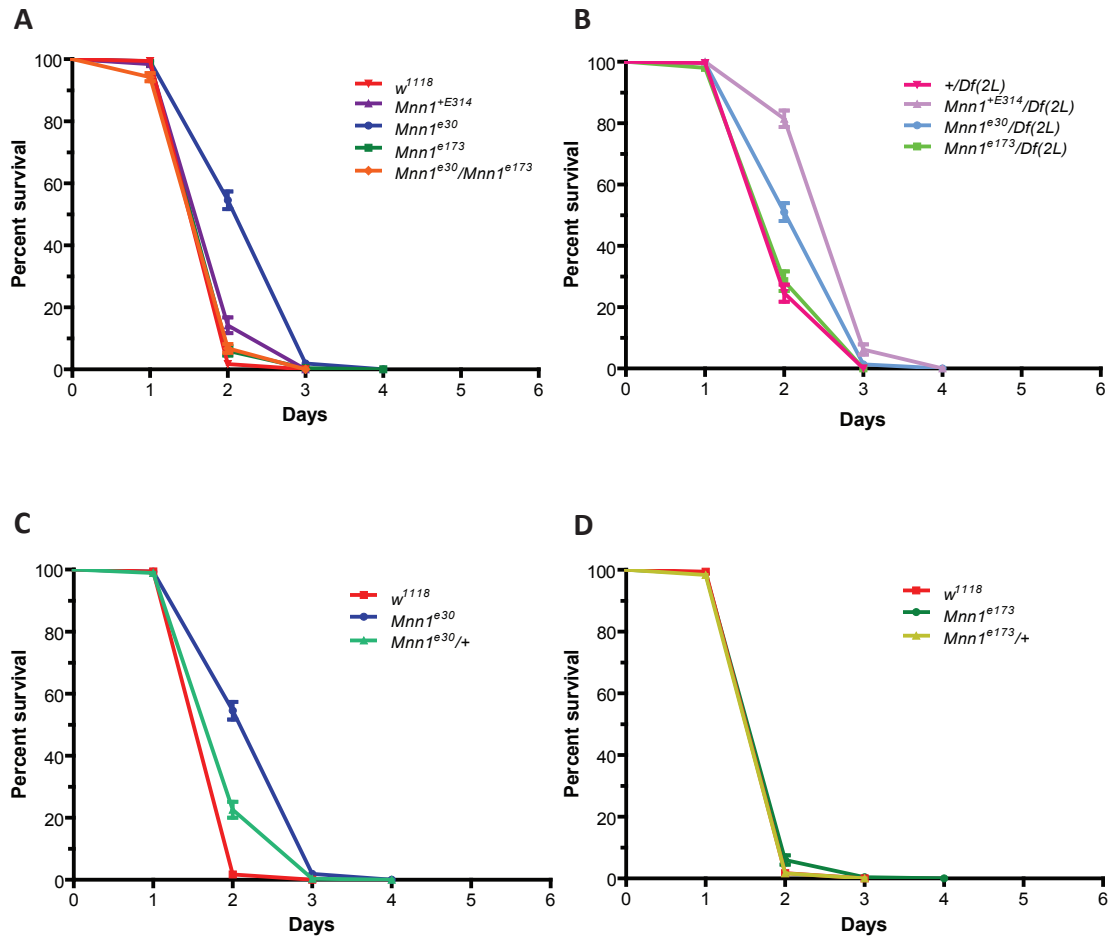 A
Percent survival
100
80
60
40
20
0
0 1 2 3 4 5 6
Days
w1118
Mnn1+E314
Mnn1e30
Mnn1e173
Mnn1e30/Mnn1e173
B
Percent survival
100
80
60
40
20
0
0 1 2 3 4 5 6
Days
+/Df(2L)
Mnn1+E314/Df(2L)
Mnn1e30/Df(2L)
Mnn1e173/Df(2L)
C
Percent survival
100
80
60
40
20
0
0 1 2 3 4 5 6
Days
w1118
Mnn1e30
Mnn1e30/+
D
Percent survival
100
80
60
40
20
0
0 1 2 3 4 5 6
Days
w1118
Mnn1e173
Mnn1e173/+